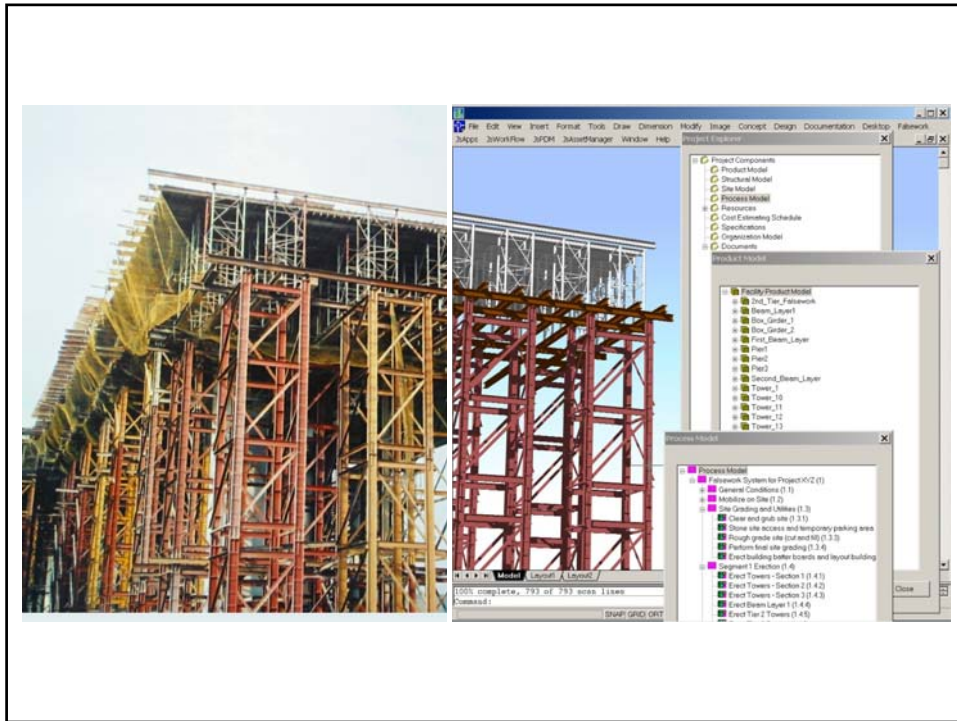 File Edit View Insert Format Tools Draw Dimension Modify Image Concept Design Documentation Desktop Falsework
JsApps JsWorkFlow JsPDM JsAssetManager Window Help
Project Explorer
Project Components
Product Model
Structural Model
Site Model
Process Model
Resources
Cost Estimating Schedule
Specifications
Organization Model
Documents
Product Model
Facility Product Model
2nd_Tier_Falsework
Beam_Layer1
Box_Girder_1
Box_Girder_2
First_Beam_Layer
Pier1
Pier2
Pier3
Second_Beam_Layer
Tower_1
Tower_10
Tower_11
Tower_12
Tower_13
Process Model
Process Model
Falsework System for Project XYZ (1)
General Conditions (1.1)
Mobilize on Site (1.2)
Site Grading and Utilities (1.3)
Clear and grub site (1.3.1)
Stone site access and temporary parking area
Rough grade site (cut and fill) (1.3.3)
Perform final site grading (1.3.4)
Erect building batter boards and layout building
Segment 1 Erection (1.4)
Erect Towers - Section 1 (1.4.1)
Erect Towers - Section 2 (1.4.2)
Erect Towers - Section 3 (1.4.3)
Erect Beam Layer 1 (1.4.4)
Erect Tier 2 Towers (1.4.5)
Close
Model Layout1 Layout2
100% complete, 793 of 793 scan lines
Command:
SNAP GRID ORT